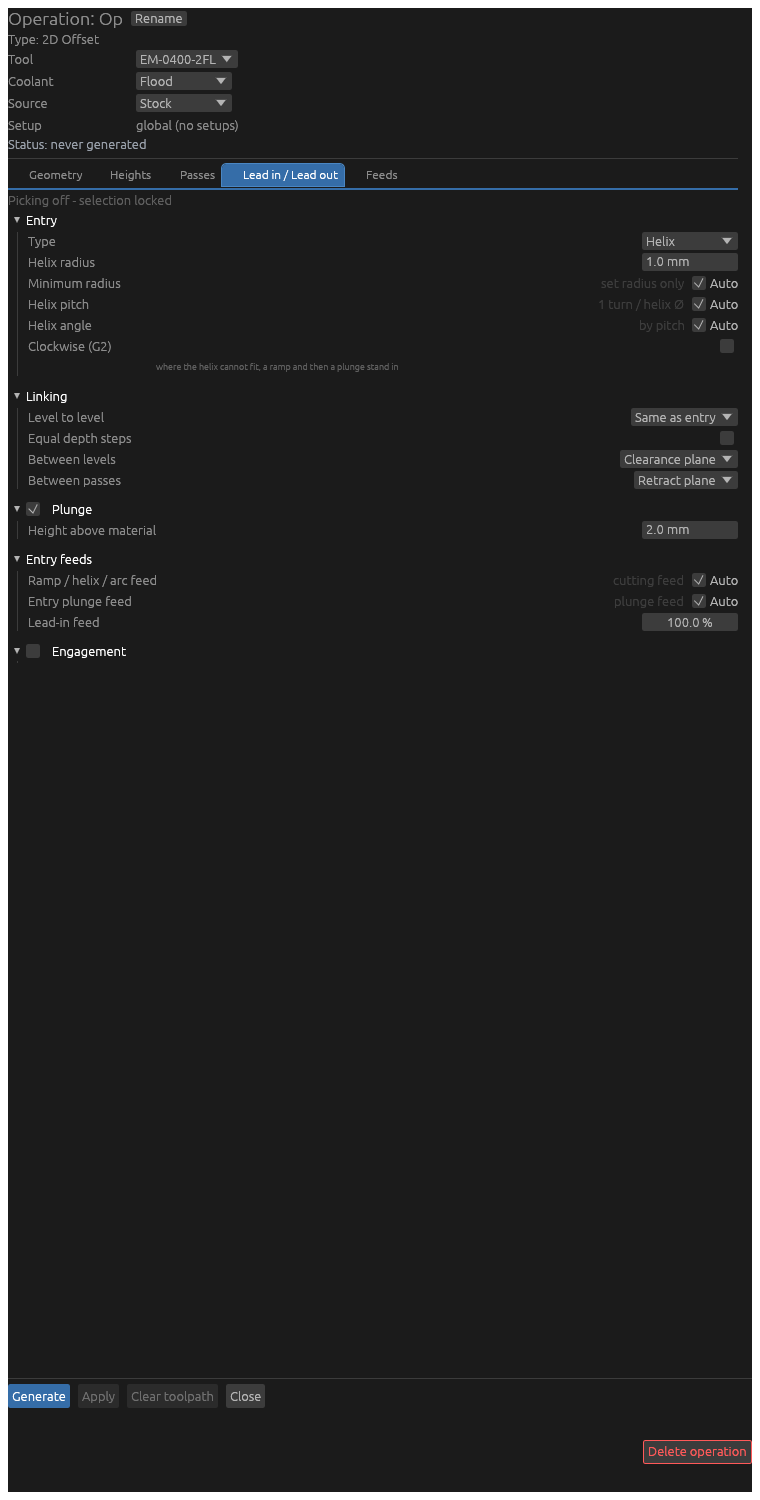 Operation: Op Rename
Type: 2D Offset
Tool EM-0400-2FL
Coolant Flood
Source Stock
Setup global (no setups)
Status: never generated
Geometry Heights Passes Lead in / Lead out Feeds
Picking off - selection locked
Entry
Type Helix
Helix radius 1.0 mm
Minimum radius set radius only Auto
Helix pitch 1 turn / helix Ø Auto
Helix angle by pitch Auto
Clockwise (G2)
where the helix cannot fit, a ramp and then a plunge stand in
Linking
Level to level Same as entry
Equal depth steps
Between levels Clearance plane
Between passes Retract plane
Plunge
Height above material 2.0 mm
Entry feeds
Ramp / helix / arc feed cutting feed Auto
Entry plunge feed plunge feed Auto
Lead-in feed 100.0 %
Engagement
Generate Apply Clear toolpath Close
Delete operation